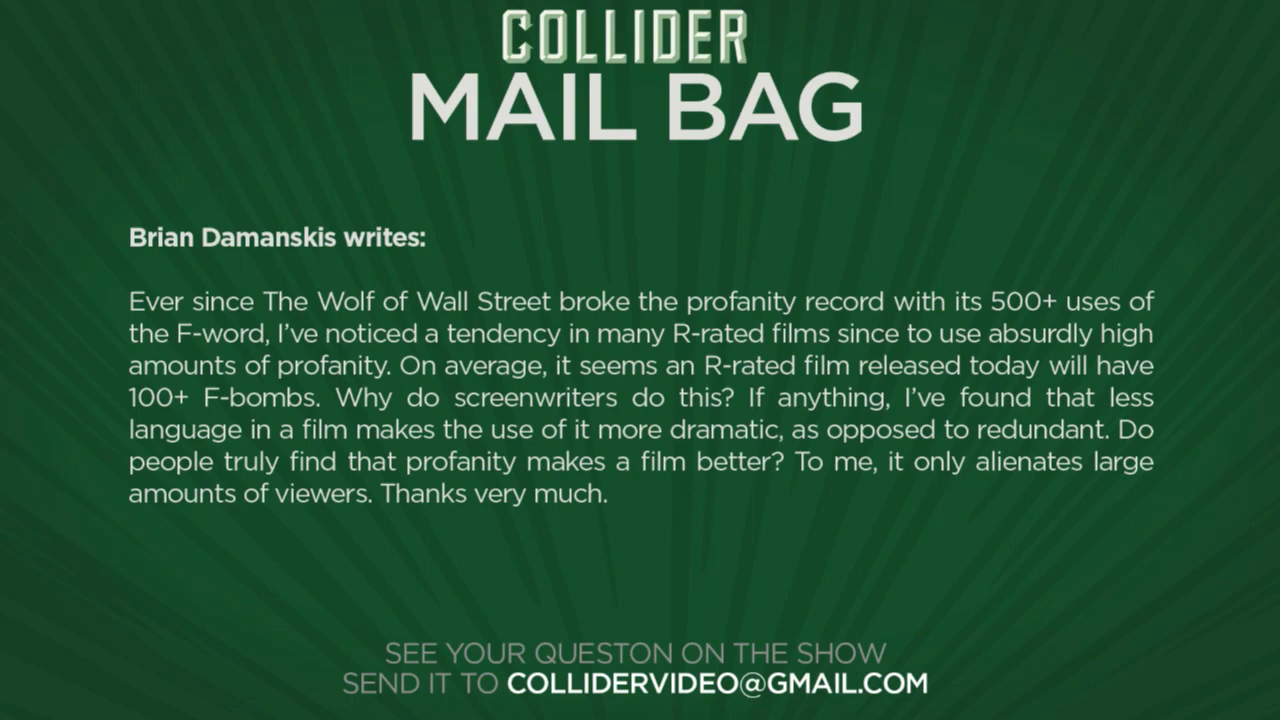 COLLIDER
MAIL BAG
Brian Damanskis writes:
Ever since The Wolf of Wall Street broke the profanity record with its 500+ uses of
the F-word, I’ve noticed a tendency in many R-rated films since to use absurdly high
amounts of profanity. On average, it seems an R-rated film released today will have
100+ F-bombs. Why do screenwriters do this? If anything, I’ve found that less
language in a film makes the use of it more dramatic, as opposed to redundant. Do
people truly find that profanity makes a film better? To me, it only alienates large
amounts of viewers. Thanks very much.
SEE YOUR QUESTON ON THE SHOW
SEND IT TO COLLIDERVIDEO@GMAIL.COM